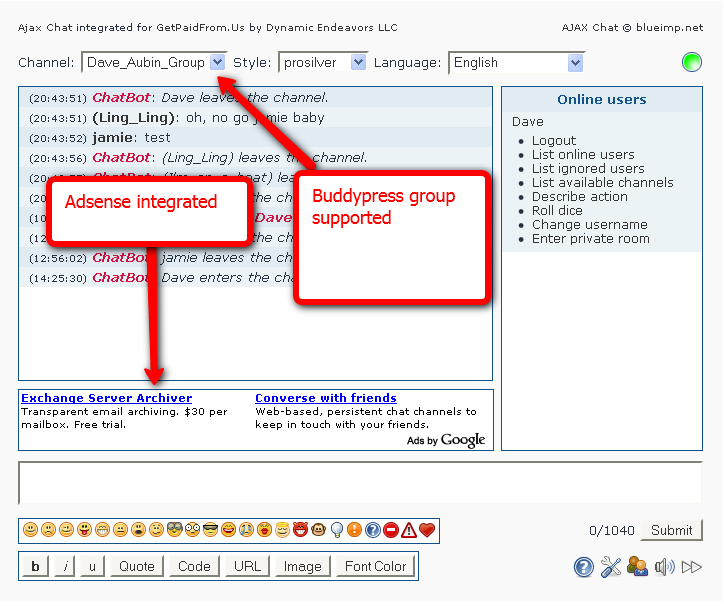 Ajax Chat integrated for GetPaidFrom.Us by Dynamic Endeavors LLC
AJAX Chat © blueimp.net
Channel: Dave_Aubin_Group Style: prosilver Language: English
(20:43:51) ChatBot: Dave leaves the channel.
(20:43:51) (Ling_Ling): oh, no go jamie baby
(20:43:52) jamie: test
(20:43:56) ChatBot: (Ling_Ling) leaves the channel.
Dave
(12:56:02) ChatBot: jamie leaves the
(14:25:30) ChatBot: Dave enters the
Adsense integrated
Buddypress group
supported
Online users
Dave
Logout
List online users
List ignored users
List available channels
Describe action
Roll dice
Change username
Enter private room
Exchange Server Archiver
Transparent email archiving. $30 per
mailbox. Free trial.
Converse with friends
Web-based, persistent chat channels to
keep in touch with your friends.
Ads by Google
0/1040 Submit
b i u Quote Code URL Image Font Color